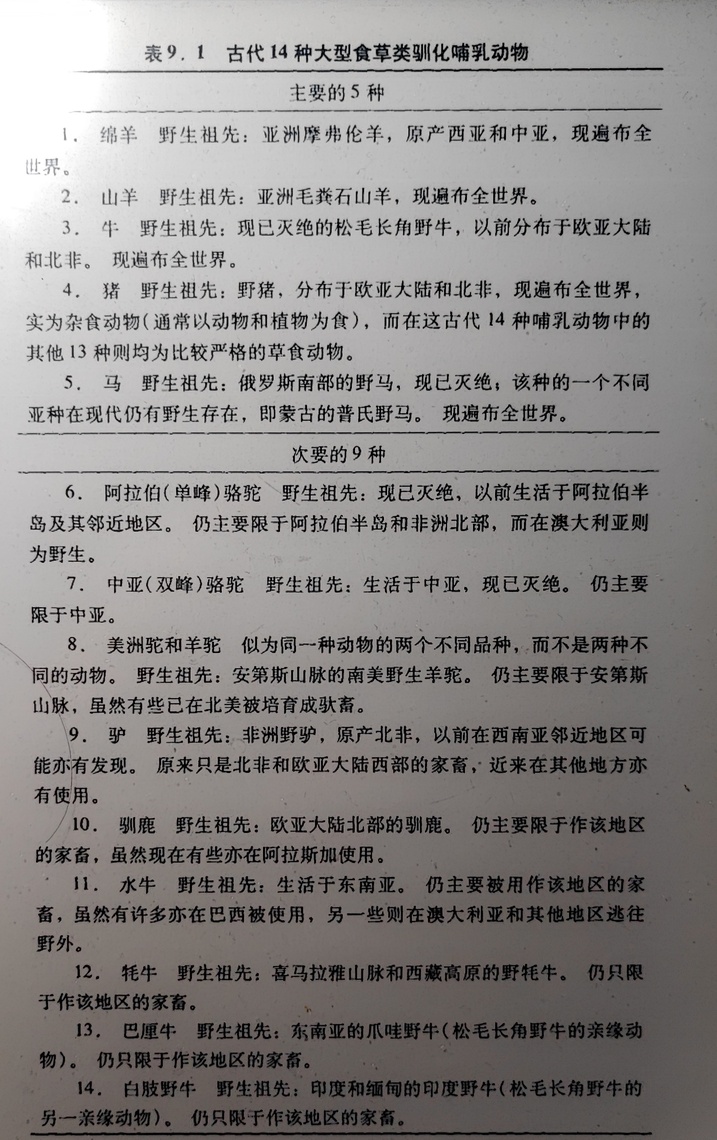 表9.1 古代14种大型食草类驯化哺乳动物
主要的5种
1. 绵羊 野生祖先：亚洲摩弗伦羊，原产西亚和中亚，现遍布全
世界。
2. 山羊 野生祖先：亚洲毛粪石山羊，现遍布全世界。
3. 牛 野生祖先：现已灭绝的松毛长角野牛，以前分布于欧亚大陆
和北非。 现遍布全世界。
4. 猪 野生祖先：野猪，分布于欧亚大陆和北非，现遍布全世界，
实为杂食动物(通常以动物和植物为食)，而在这古代14种哺乳动物中的
其他13种则均为比较严格的草食动物。
5. 马 野生祖先：俄罗斯南部的野马，现已灭绝；该种的一个不同
亚种在现代仍有野生存在，即蒙古的普氏野马。 现遍布全世界。
次要的9种
6. 阿拉伯(单峰)骆驼 野生祖先：现已灭绝，以前生活于阿拉伯半
岛及其邻近地区。 仍主要限于阿拉伯半岛和非洲北部，而在澳大利亚则
为野生。
7. 中亚(双峰)骆驼 野生祖先：生活于中亚，现已灭绝。 仍主要
限于中亚。
8. 美洲驼和羊驼 似为同一种动物的两个不同品种，而不是两种不
同的动物。 野生祖先：安第斯山脉的南美野生羊驼。 仍主要限于安第斯
山脉，虽然有些已在北美被培育成驮畜。
9. 驴 野生祖先：非洲野驴，原产北非，以前在西南亚邻近地区可
能亦有发现。 原来只是北非和欧亚大陆西部的家畜，近来在其他地方亦
有使用。
10. 驯鹿 野生祖先：欧亚大陆北部的驯鹿。 仍主要限于作该地区
的家畜，虽然现在有些亦在阿拉斯加使用。
11. 水牛 野生祖先：生活于东南亚。 仍主要被用作该地区的家
畜，虽然有许多亦在巴西被使用，另一些则在澳大利亚和其他地区逃往
野外。
12. 牦牛 野生祖先：喜马拉雅山脉和西藏高原的野牦牛。 仍只限
于作该地区的家畜。
13. 巴厘牛 野生祖先：东南亚的爪哇野牛(松毛长角野牛的亲缘动
物)。 仍只限于作该地区的家畜。
14. 白肢野牛 野生祖先：印度和缅甸的印度野牛(松毛长角野牛的
另一亲缘动物)。 仍只限于作该地区的家畜。